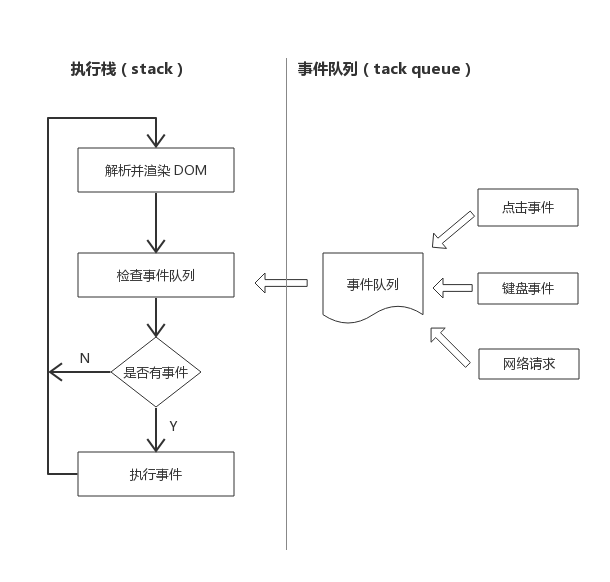 执行栈（stack）
事件队列（tack queue）
解析并渲染 DOM
检查事件队列
是否有事件
N
Y
执行事件
事件队列
点击事件
键盘事件
网络请求